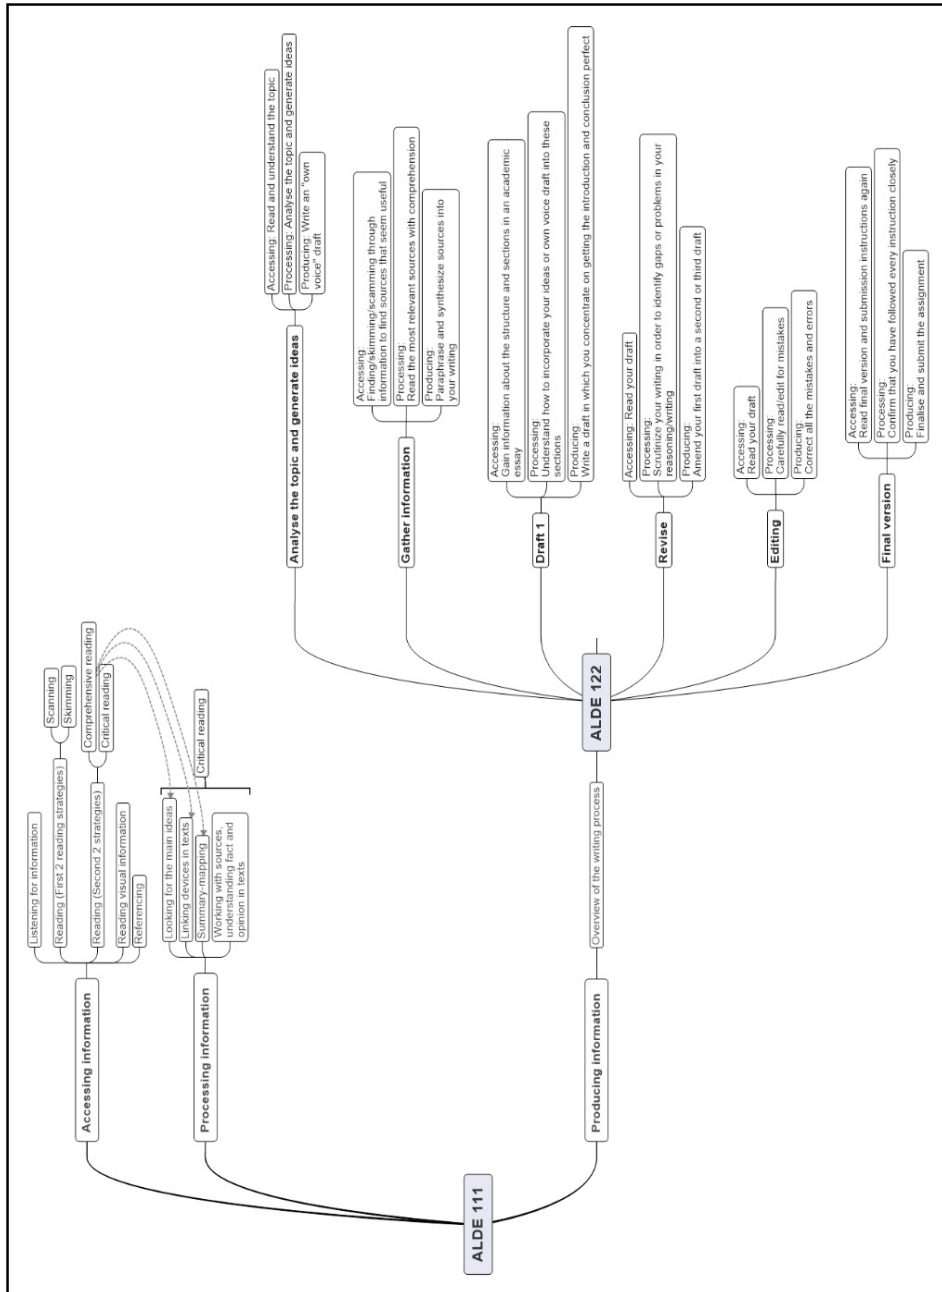 ALDE 111
Accessing information
Listening for information
Reading (First 2 reading strategies)
Scanning
Skimming
Reading (Second 2 strategies)
Comprehensive reading
Critical reading
Reading visual information
Referencing
Processing information
Looking for the main ideas
Linking devices in texts
Summary-mapping
Working with sources,
understanding fact and
opinion in texts
Critical reading
Producing information
Overview of the writing process
ALDE 122
Analyse the topic and generate ideas
Accessing: Read and understand the topic
Processing: Analyse the topic and generate ideas
Producing: Write an "own
voice" draft
Gather information
Accessing:
Finding/skimming/scamming through
information to find sources that seem useful
Processing:
Read the most relevant sources with comprehension
Producing:
Paraphrase and synthesize sources into
your writing
Draft 1
Accessing:
Gain information about the structure and sections in an academic
essay
Processing:
Understand how to incorporate your ideas or own voice draft into these
sections
Producing:
Write a draft in which you concentrate on getting the introduction and conclusion perfect
Revise
Accessing: Read your draft
Processing:
Scrutinize your writing in order to identify gaps or problems in your
reasoning/writing
Producing:
Amend your first draft into a second or third draft
Editing
Accessing:
Read your draft
Processing:
Carefully read/edit for mistakes
Producing:
Correct all the mistakes and errors
Final version
Accessing:
Read final version and submission instructions again
Processing:
Confirm that you have followed every instruction closely
Producing:
Finalise and submit the assignment